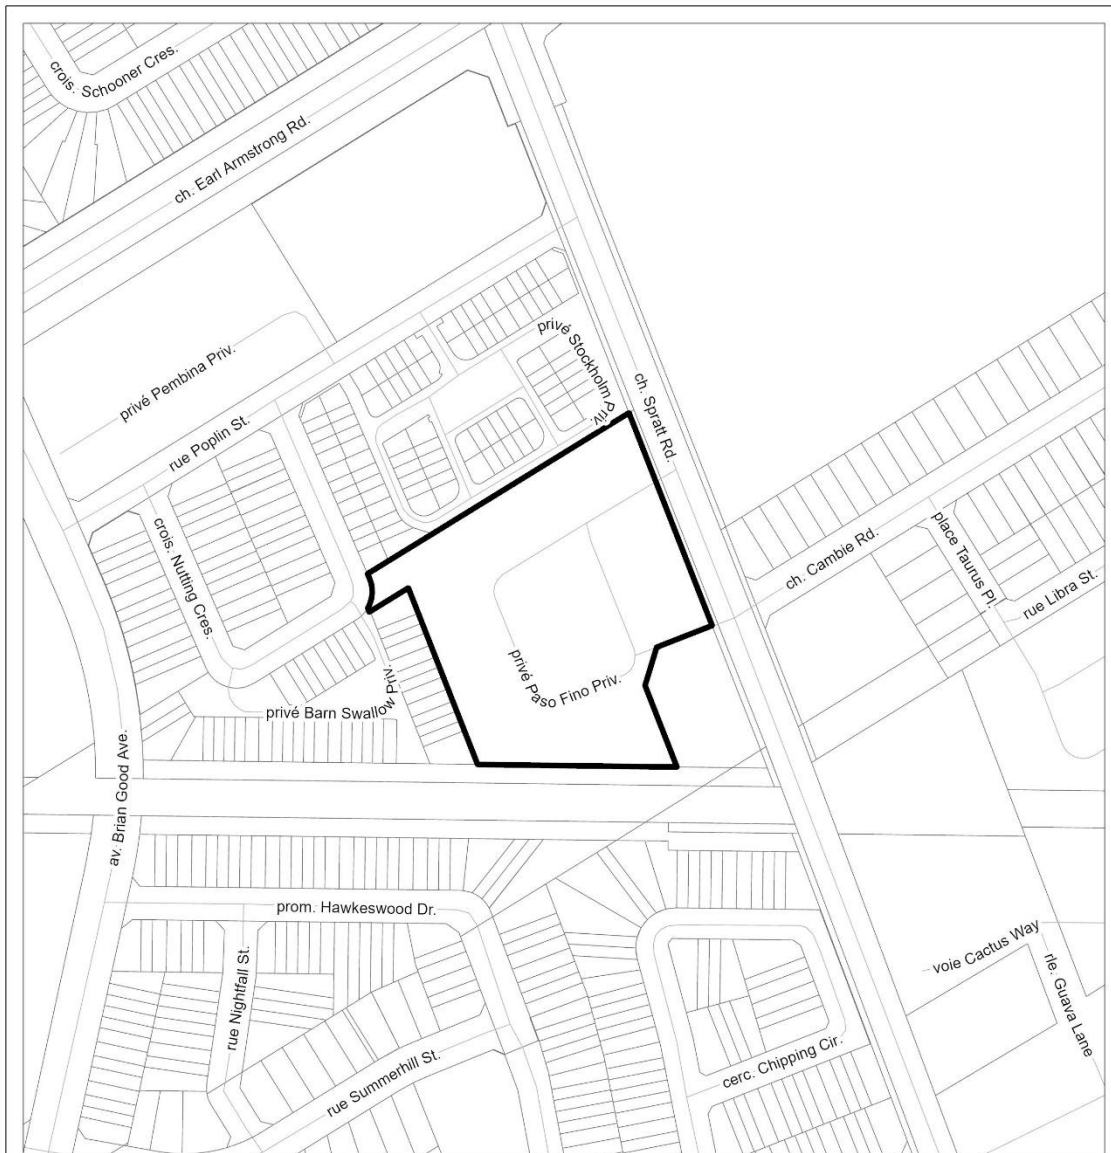 crois. Schooner Cres.
ch. Earl Armstrong Rd.
privé Pembina Priv.
privé Stockholm Priv.
ch. Spratt Rd.
rue Poplin St.
crois. Nutting Cres.
ch. Cambie Rd.
place Taurus Pl.
rue Libra St.
privé Paso Fino Priv.
privé Barn Swallow Priv.
av. Brian Good Ave.
prom. Hawkeswood Dr.
rue Nightfall St.
voie Cactus Way
rle. Guava Lane
cerc. Chipping Cir.
rue Summerhill St.